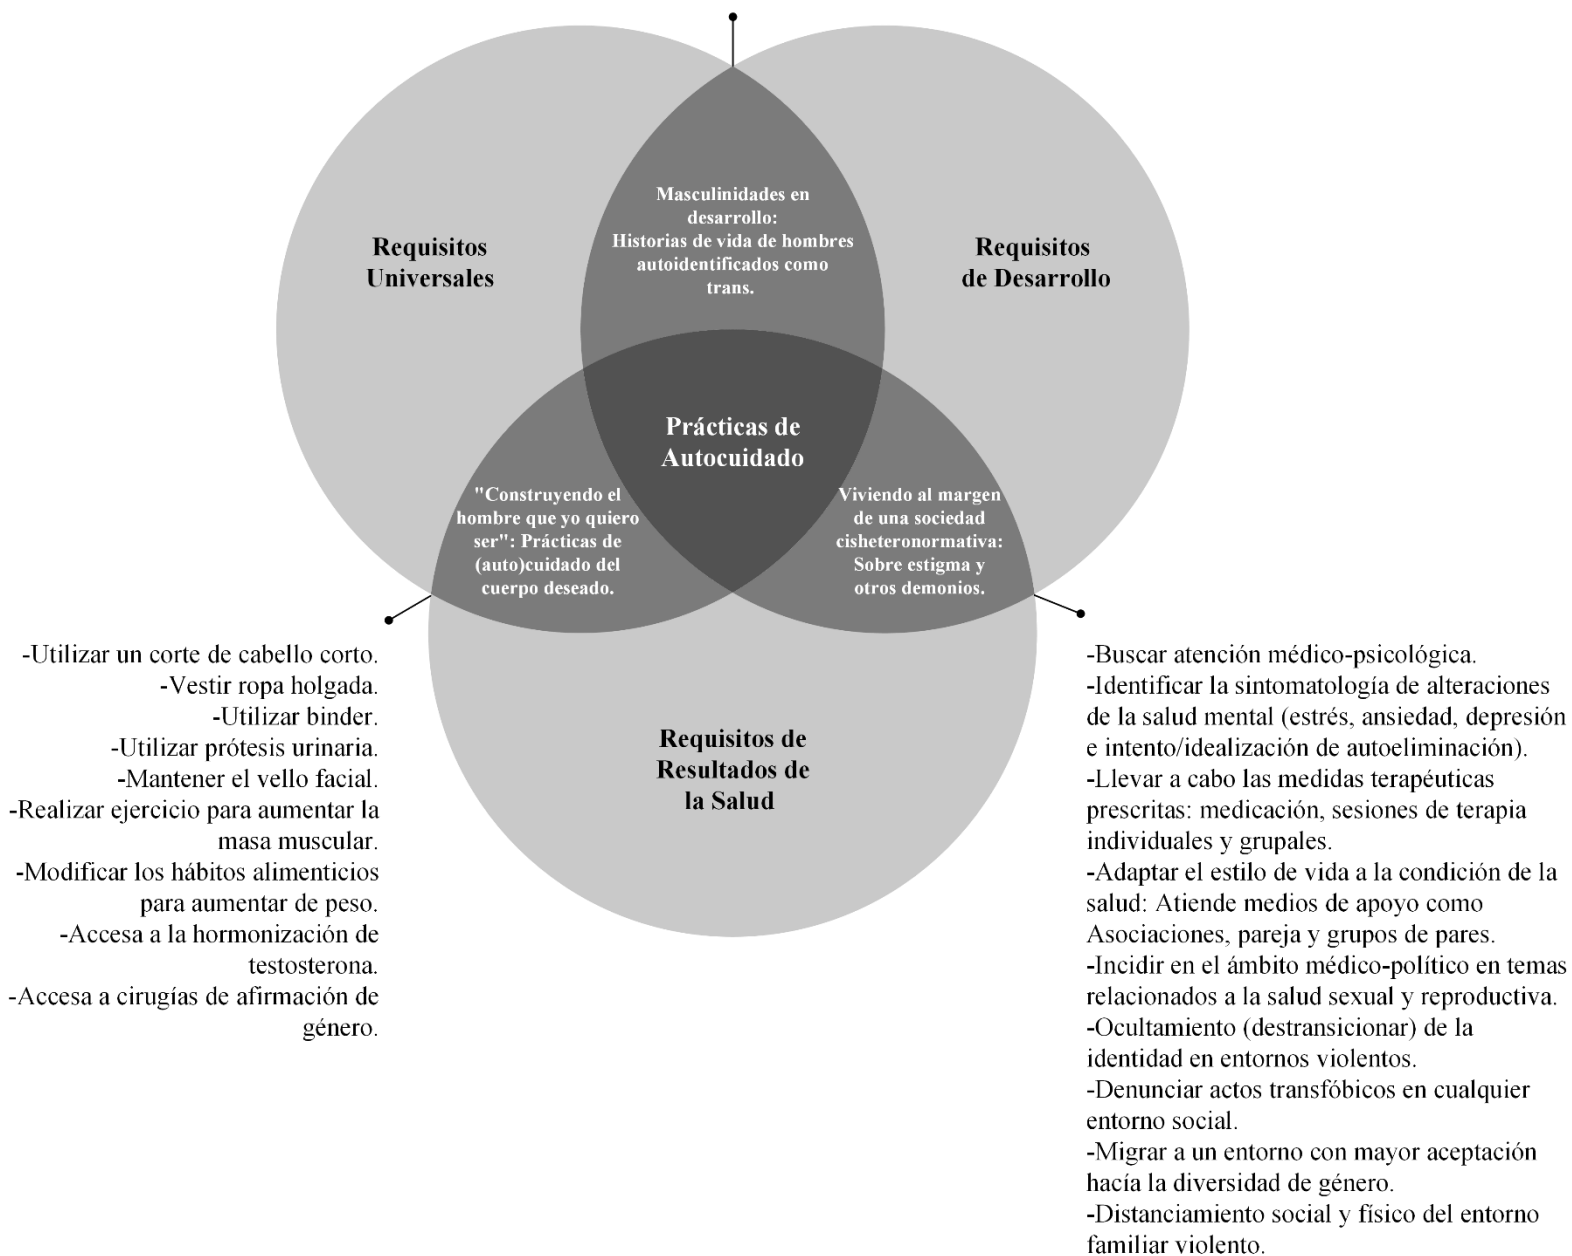 Requisitos
Universales
Masculinidades en
desarrollo:
Historias de vida de hombres
autoidentificados como
trans.
Requisitos
de Desarrollo
Prácticas de
Autocuidado
"Construyendo el
hombre que yo quiero
ser": Prácticas de
(auto)cuidado del
cuerpo deseado.
Viviendo al margen
de una sociedad
cisheteronormativa:
Sobre estigma y
otros demonios.
Requisitos de
Resultados de
la Salud
-Utilizar un corte de cabello corto.
-Vestir ropa holgada.
-Utilizar binder.
-Utilizar prótesis urinaria.
-Mantener el vello facial.
-Realizar ejercicio para aumentar la
masa muscular.
-Modificar los hábitos alimenticios
para aumentar de peso.
-Accesa a la hormonización de
testosterona.
-Accesa a cirugías de afirmación de
género.
-Buscar atención médico-psicológica.
-Identificar la sintomatología de alteraciones
de la salud mental (estrés, ansiedad, depresión
e intento/idealización de autoeliminación).
-Llevar a cabo las medidas terapéuticas
prescritas: medicación, sesiones de terapia
individuales y grupales.
-Adaptar el estilo de vida a la condición de la
salud: Atiende medios de apoyo como
Asociaciones, pareja y grupos de pares.
-Incidir en el ámbito médico-político en temas
relacionados a la salud sexual y reproductiva.
-Ocultamiento (destransicionar) de la
identidad en entornos violentos.
-Denunciar actos transfóbicos en cualquier
entorno social.
-Migrar a un entorno con mayor aceptación
hacía la diversidad de género.
-Distanciamiento social y físico del entorno
familiar violento.